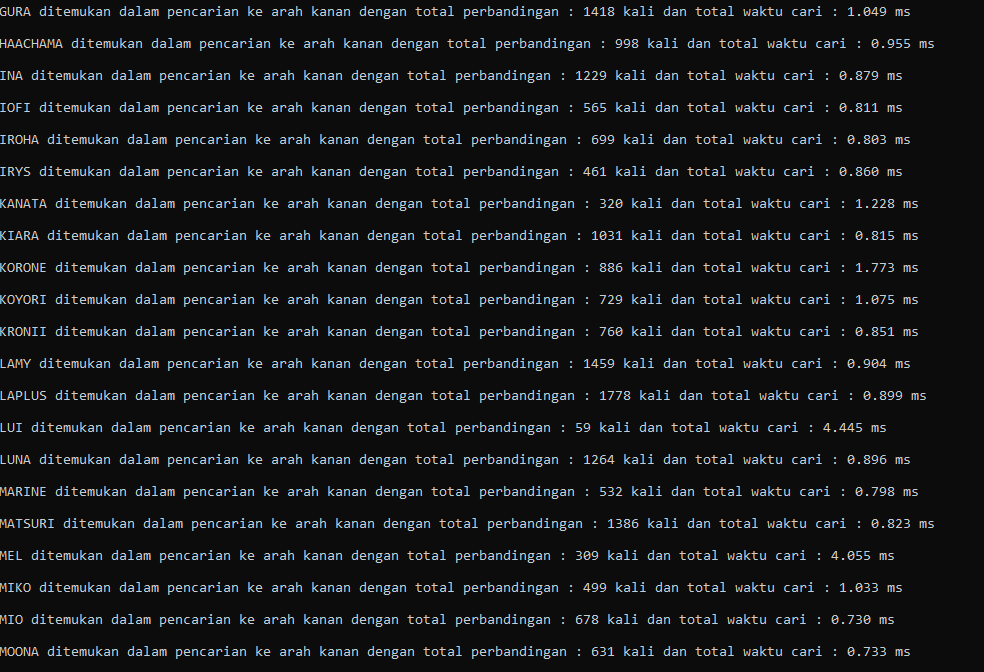 GURA ditemukan dalam pencarian ke arah kanan dengan total perbandingan : 1418 kali dan total waktu cari : 1.049 ms
HAACHAMA ditemukan dalam pencarian ke arah kanan dengan total perbandingan : 998 kali dan total waktu cari : 0.955 ms
INA ditemukan dalam pencarian ke arah kanan dengan total perbandingan : 1229 kali dan total waktu cari : 0.879 ms
IOFI ditemukan dalam pencarian ke arah kanan dengan total perbandingan : 565 kali dan total waktu cari : 0.811 ms
IROHA ditemukan dalam pencarian ke arah kanan dengan total perbandingan : 699 kali dan total waktu cari : 0.803 ms
IRYS ditemukan dalam pencarian ke arah kanan dengan total perbandingan : 461 kali dan total waktu cari : 0.860 ms
KANATA ditemukan dalam pencarian ke arah kanan dengan total perbandingan : 320 kali dan total waktu cari : 1.228 ms
KIARA ditemukan dalam pencarian ke arah kanan dengan total perbandingan : 1031 kali dan total waktu cari : 0.815 ms
KORONE ditemukan dalam pencarian ke arah kanan dengan total perbandingan : 886 kali dan total waktu cari : 1.773 ms
KOYORI ditemukan dalam pencarian ke arah kanan dengan total perbandingan : 729 kali dan total waktu cari : 1.075 ms
KRONII ditemukan dalam pencarian ke arah kanan dengan total perbandingan : 760 kali dan total waktu cari : 0.851 ms
LAMY ditemukan dalam pencarian ke arah kanan dengan total perbandingan : 1459 kali dan total waktu cari : 0.904 ms
LAPLUS ditemukan dalam pencarian ke arah kanan dengan total perbandingan : 1778 kali dan total waktu cari : 0.899 ms
LUI ditemukan dalam pencarian ke arah kanan dengan total perbandingan : 59 kali dan total waktu cari : 4.445 ms
LUNA ditemukan dalam pencarian ke arah kanan dengan total perbandingan : 1264 kali dan total waktu cari : 0.896 ms
MARINE ditemukan dalam pencarian ke arah kanan dengan total perbandingan : 532 kali dan total waktu cari : 0.798 ms
MATSURI ditemukan dalam pencarian ke arah kanan dengan total perbandingan : 1386 kali dan total waktu cari : 0.823 ms
MEL ditemukan dalam pencarian ke arah kanan dengan total perbandingan : 309 kali dan total waktu cari : 4.055 ms
MIKO ditemukan dalam pencarian ke arah kanan dengan total perbandingan : 499 kali dan total waktu cari : 1.033 ms
MIO ditemukan dalam pencarian ke arah kanan dengan total perbandingan : 678 kali dan total waktu cari : 0.730 ms
MOONA ditemukan dalam pencarian ke arah kanan dengan total perbandingan : 631 kali dan total waktu cari : 0.733 ms